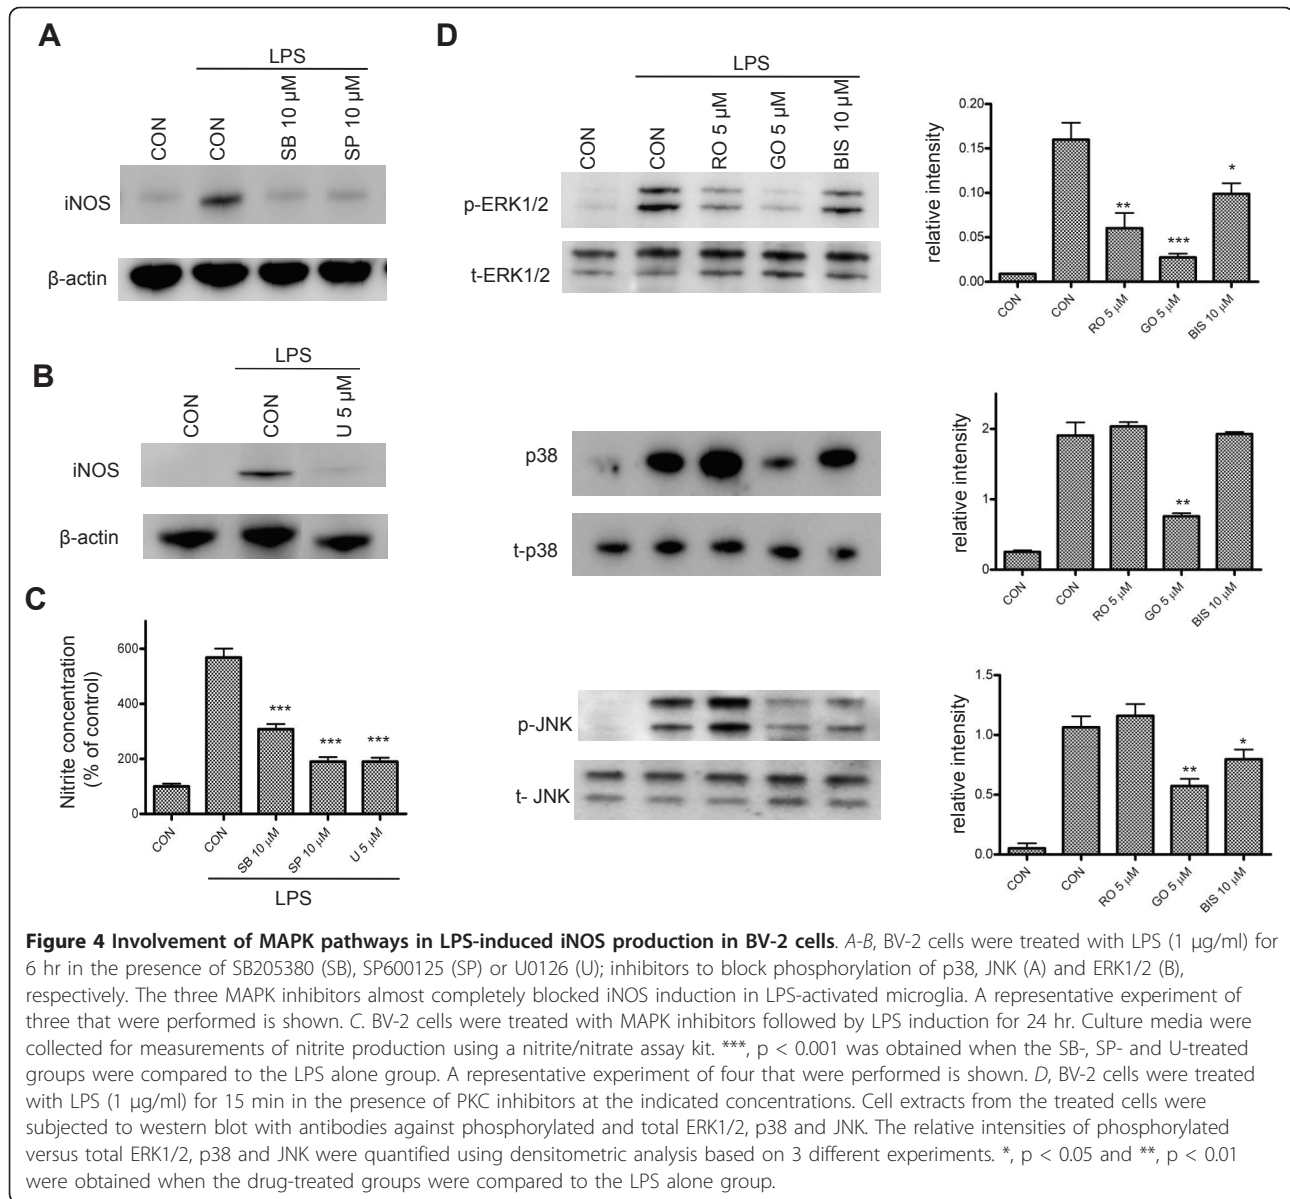 A
LPS
CON
CON
SB 10 µM
SP 10 µM
iNOS
β-actin
B
LPS
CON
CON
U 5 µM
iNOS
β-actin
C
Nitrite concentration
(% of control)
600
400
200
0
***
***
***
CON
CON
SB 10 µM
SP 10 µM
U 5 µM
LPS
D
LPS
CON
CON
RO 5 µM
GO 5 µM
BIS 10 µM
p-ERK1/2
t-ERK1/2
relative intensity
0.20
0.15
0.10
0.05
0.00
**
***
*
CON
CON
RO 5 µM
GO 5 µM
BIS 10 µM
p38
t-p38
relative intensity
2
1
0
**
CON
CON
RO 5 µM
GO 5 µM
BIS 10 µM
p-JNK
t- JNK
relative intensity
1.5
1.0
0.5
0.0
**
*
CON
CON
RO 5 µM
GO 5 µM
BIS 10 µM
Figure 4 Involvement of MAPK pathways in LPS-induced iNOS production in BV-2 cells. A-B, BV-2 cells were treated with LPS (1 µg/ml) for
6 hr in the presence of SB205380 (SB), SP600125 (SP) or U0126 (U); inhibitors to block phosphorylation of p38, JNK (A) and ERK1/2 (B),
respectively. The three MAPK inhibitors almost completely blocked iNOS induction in LPS-activated microglia. A representative experiment of
three that were performed is shown. C. BV-2 cells were treated with MAPK inhibitors followed by LPS induction for 24 hr. Culture media were
collected for measurements of nitrite production using a nitrite/nitrate assay kit. ***, p < 0.001 was obtained when the SB-, SP- and U-treated
groups were compared to the LPS alone group. A representative experiment of four that were performed is shown. D, BV-2 cells were treated
with LPS (1 µg/ml) for 15 min in the presence of PKC inhibitors at the indicated concentrations. Cell extracts from the treated cells were
subjected to western blot with antibodies against phosphorylated and total ERK1/2, p38 and JNK. The relative intensities of phosphorylated
versus total ERK1/2, p38 and JNK were quantified using densitometric analysis based on 3 different experiments. *, p < 0.05 and **, p < 0.01
were obtained when the drug-treated groups were compared to the LPS alone group.